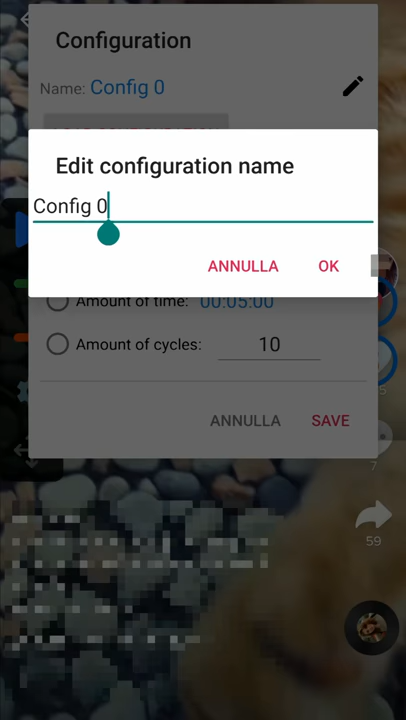 Configuration
Name: Config 0
Edit configuration name
Config 0
ANNULLA OK
Amount of time: 00:05:00
Amount of cycles: 10
ANNULLA SAVE
7
59